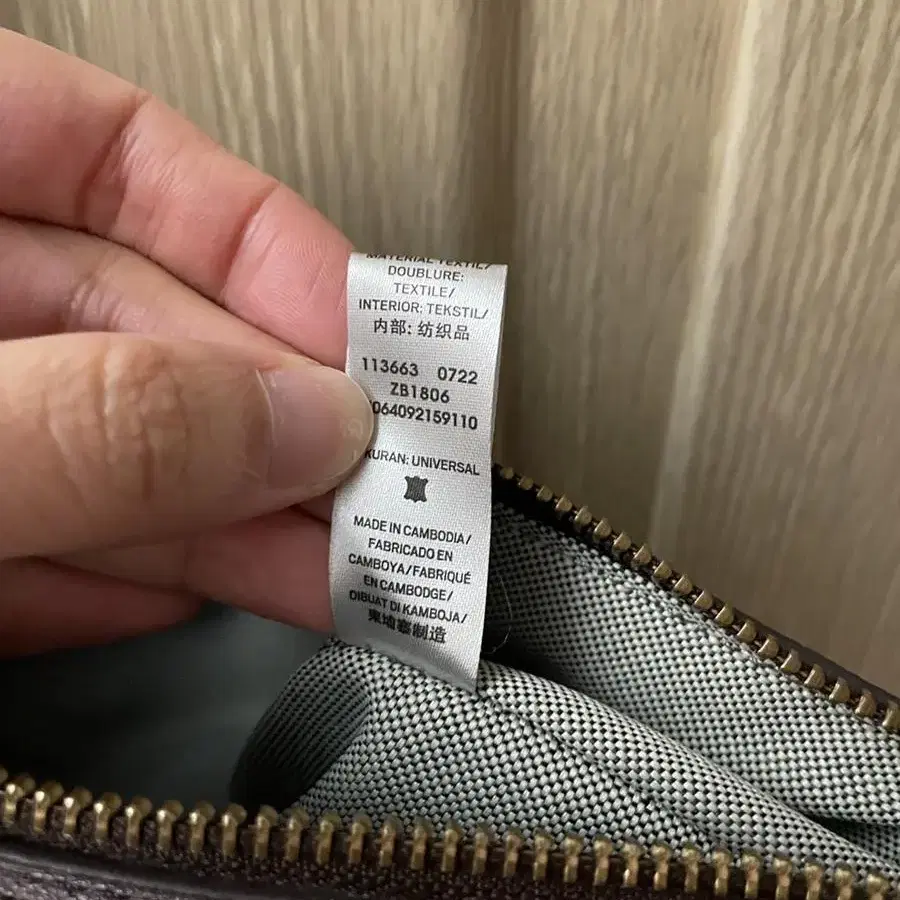 MATERIAL TEXTIL/
DOUBLURE:
TEXTILE/
INTERIOR: TEKSTIL/
内部: 纺织品
113663 0722
ZB1806
064092159110
KURAN: UNIVERSAL
MADE IN CAMBODIA/
FABRICADO EN
CAMBOYA/FABRIQUÉ
EN CAMBODGE/
DIBUAT DI KAMBOJA/
柬埔寨制造